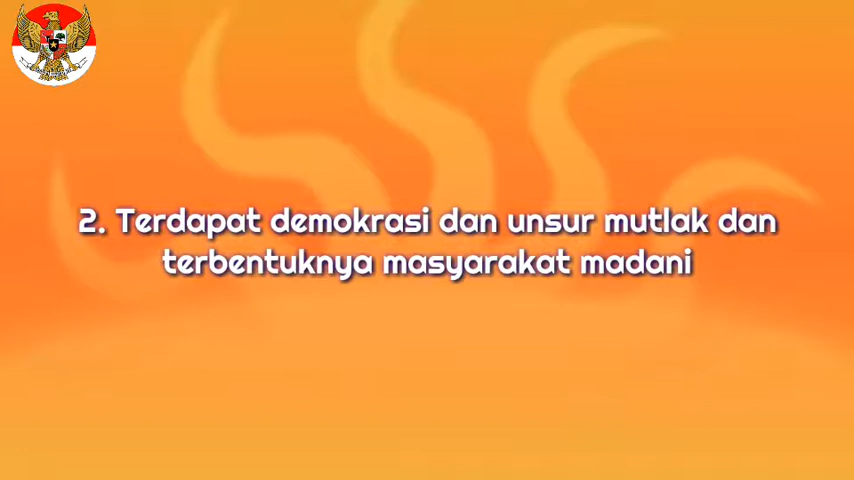 2. Terdapat demokrasi dan unsur mutlak dan
terbentuknya masyarakat madani